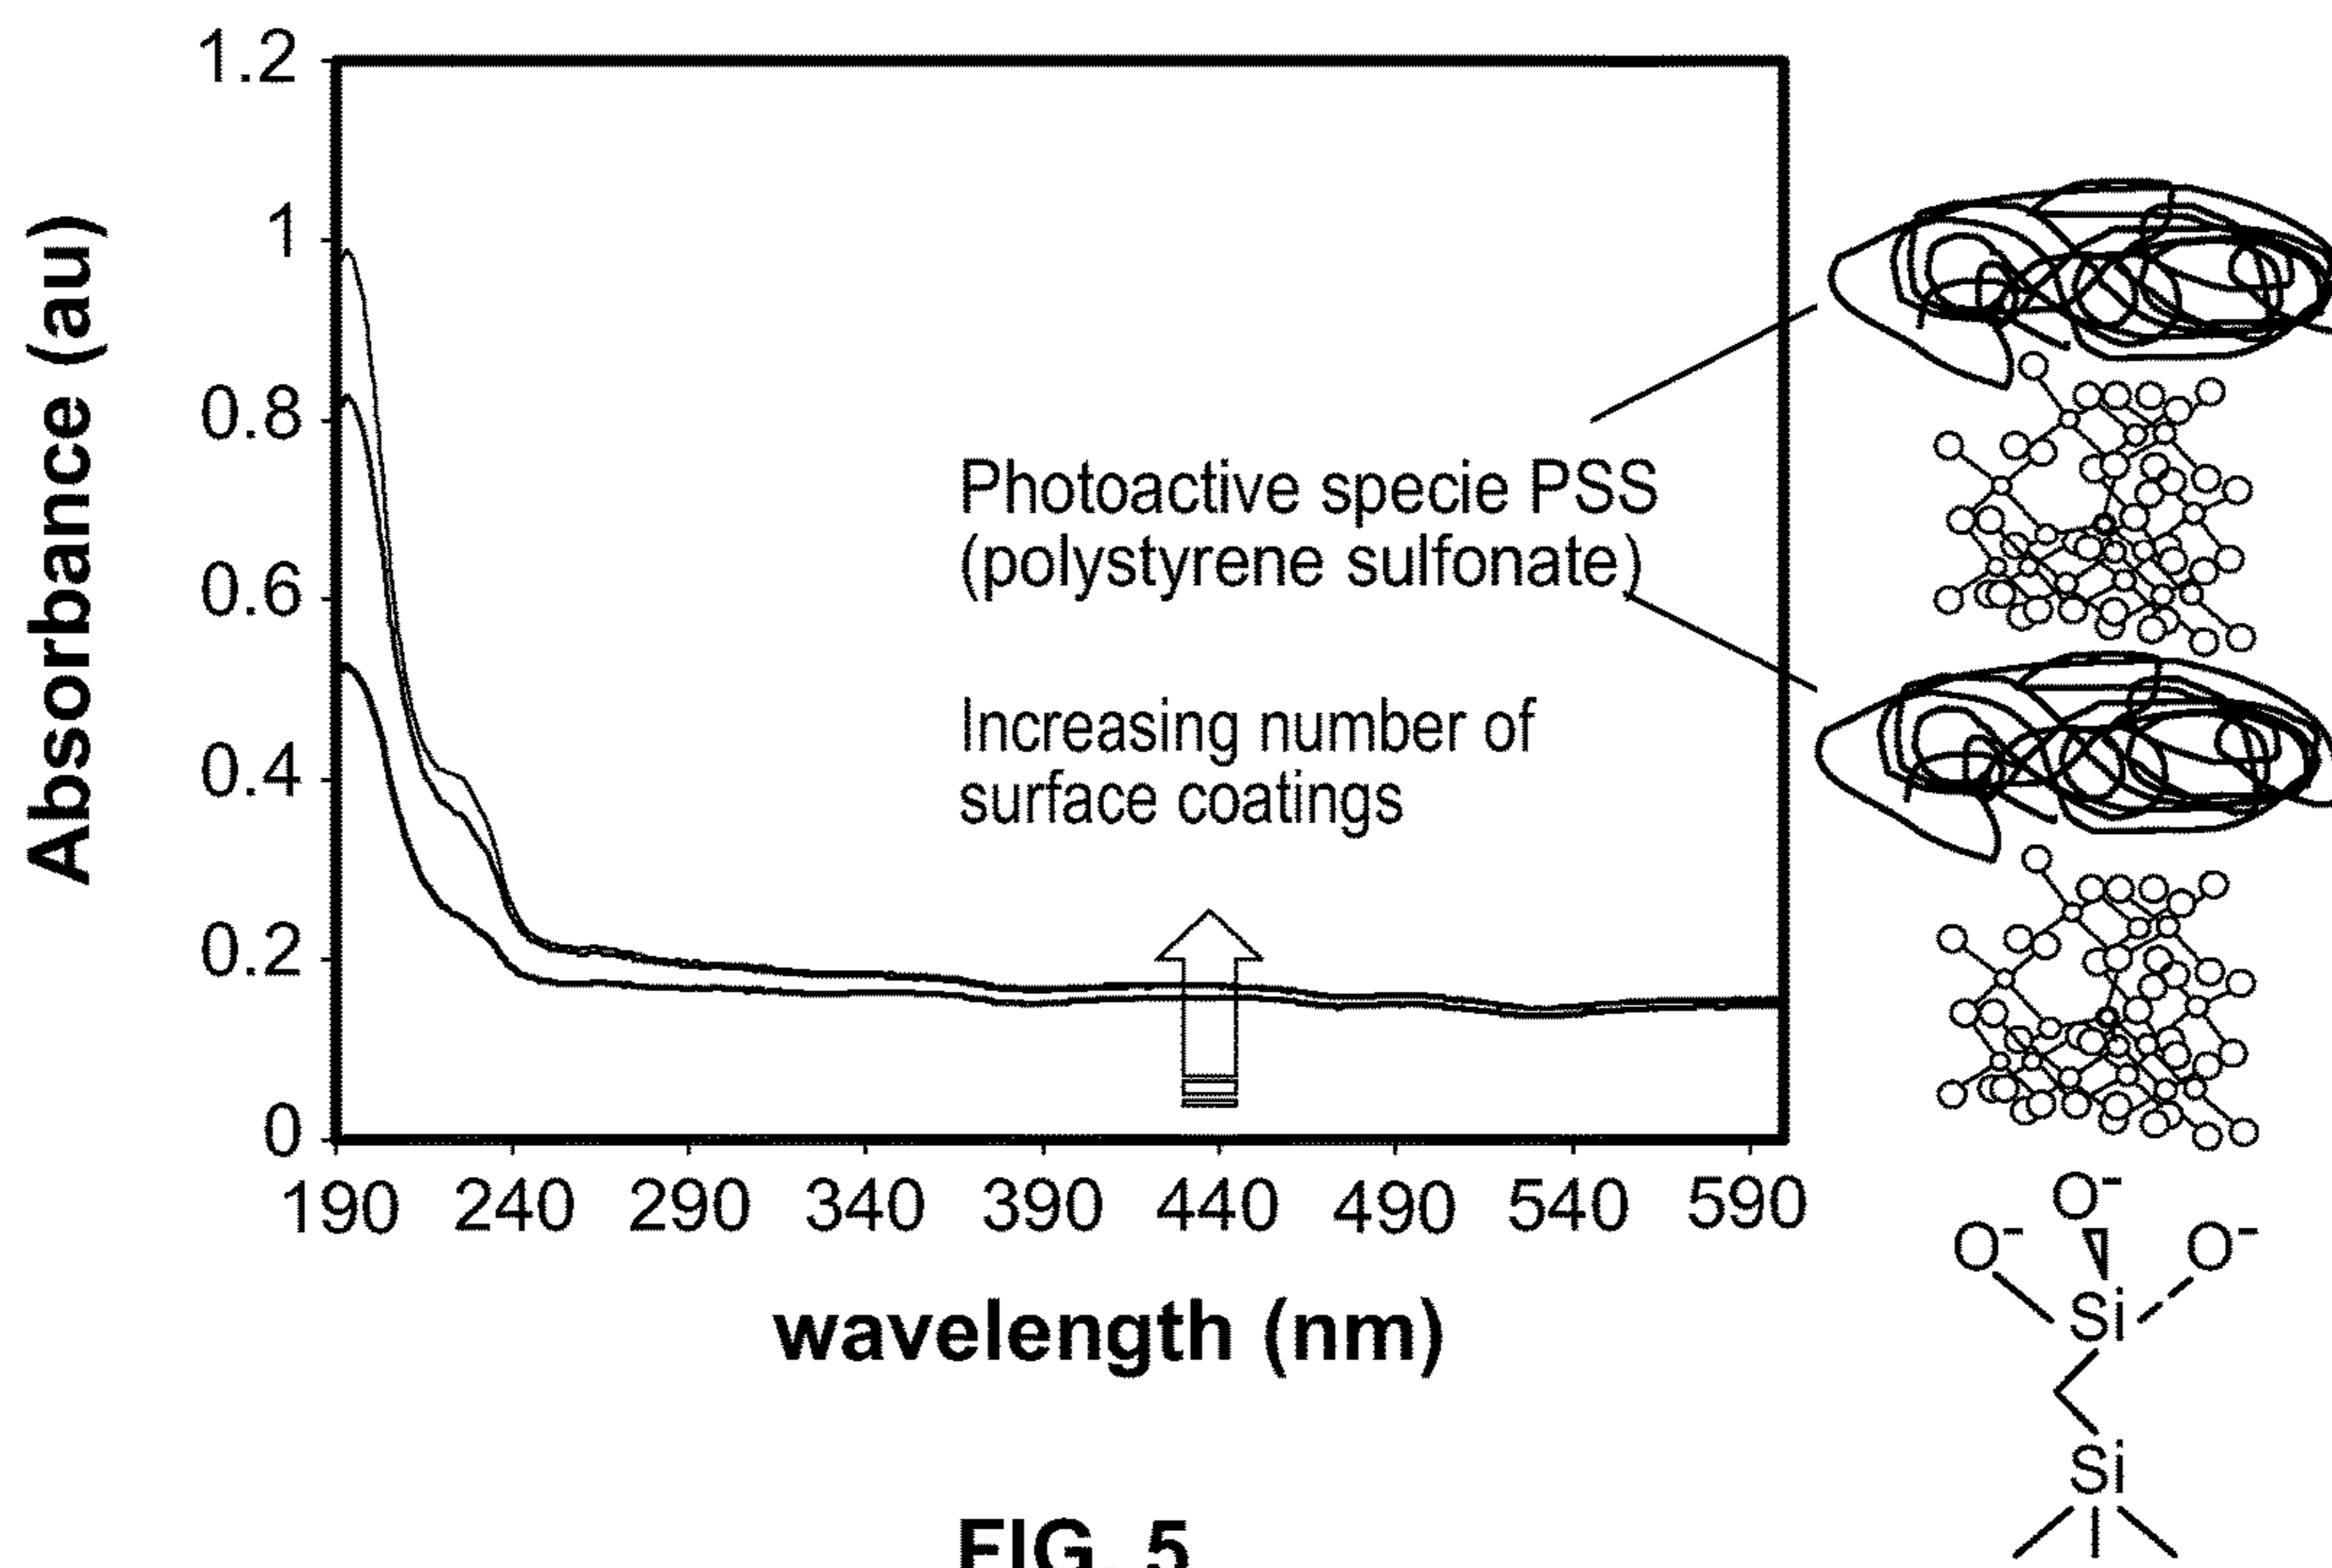 1.2
1
0.8
0.6
0.4
0.2
0
Absorbance (au)
190 240 290 340 390 440 490 540 590
wavelength (nm)
Photoactive specie PSS
(polystyrene sulfonate)
Increasing number of
surface coatings
O-
O- O-
Si
Si
FIG. 5